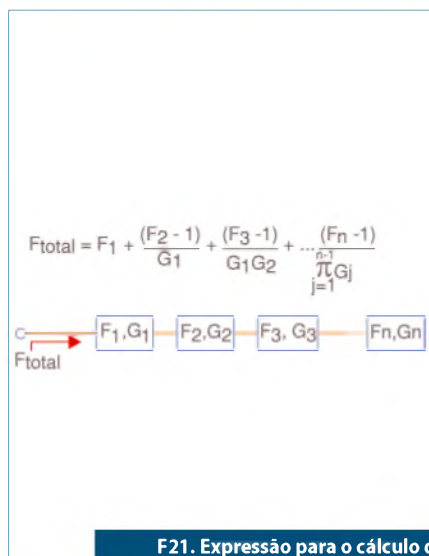 Ftotal = F1 + (F2 - 1)/G1 + (F3 -1)/G1G2 + ... (Fn -1)/n-1 π Gj j=1
F1,G1 F2,G2 F3, G3 Fn,Gn
Ftotal
F21. Expressão para o cálculo